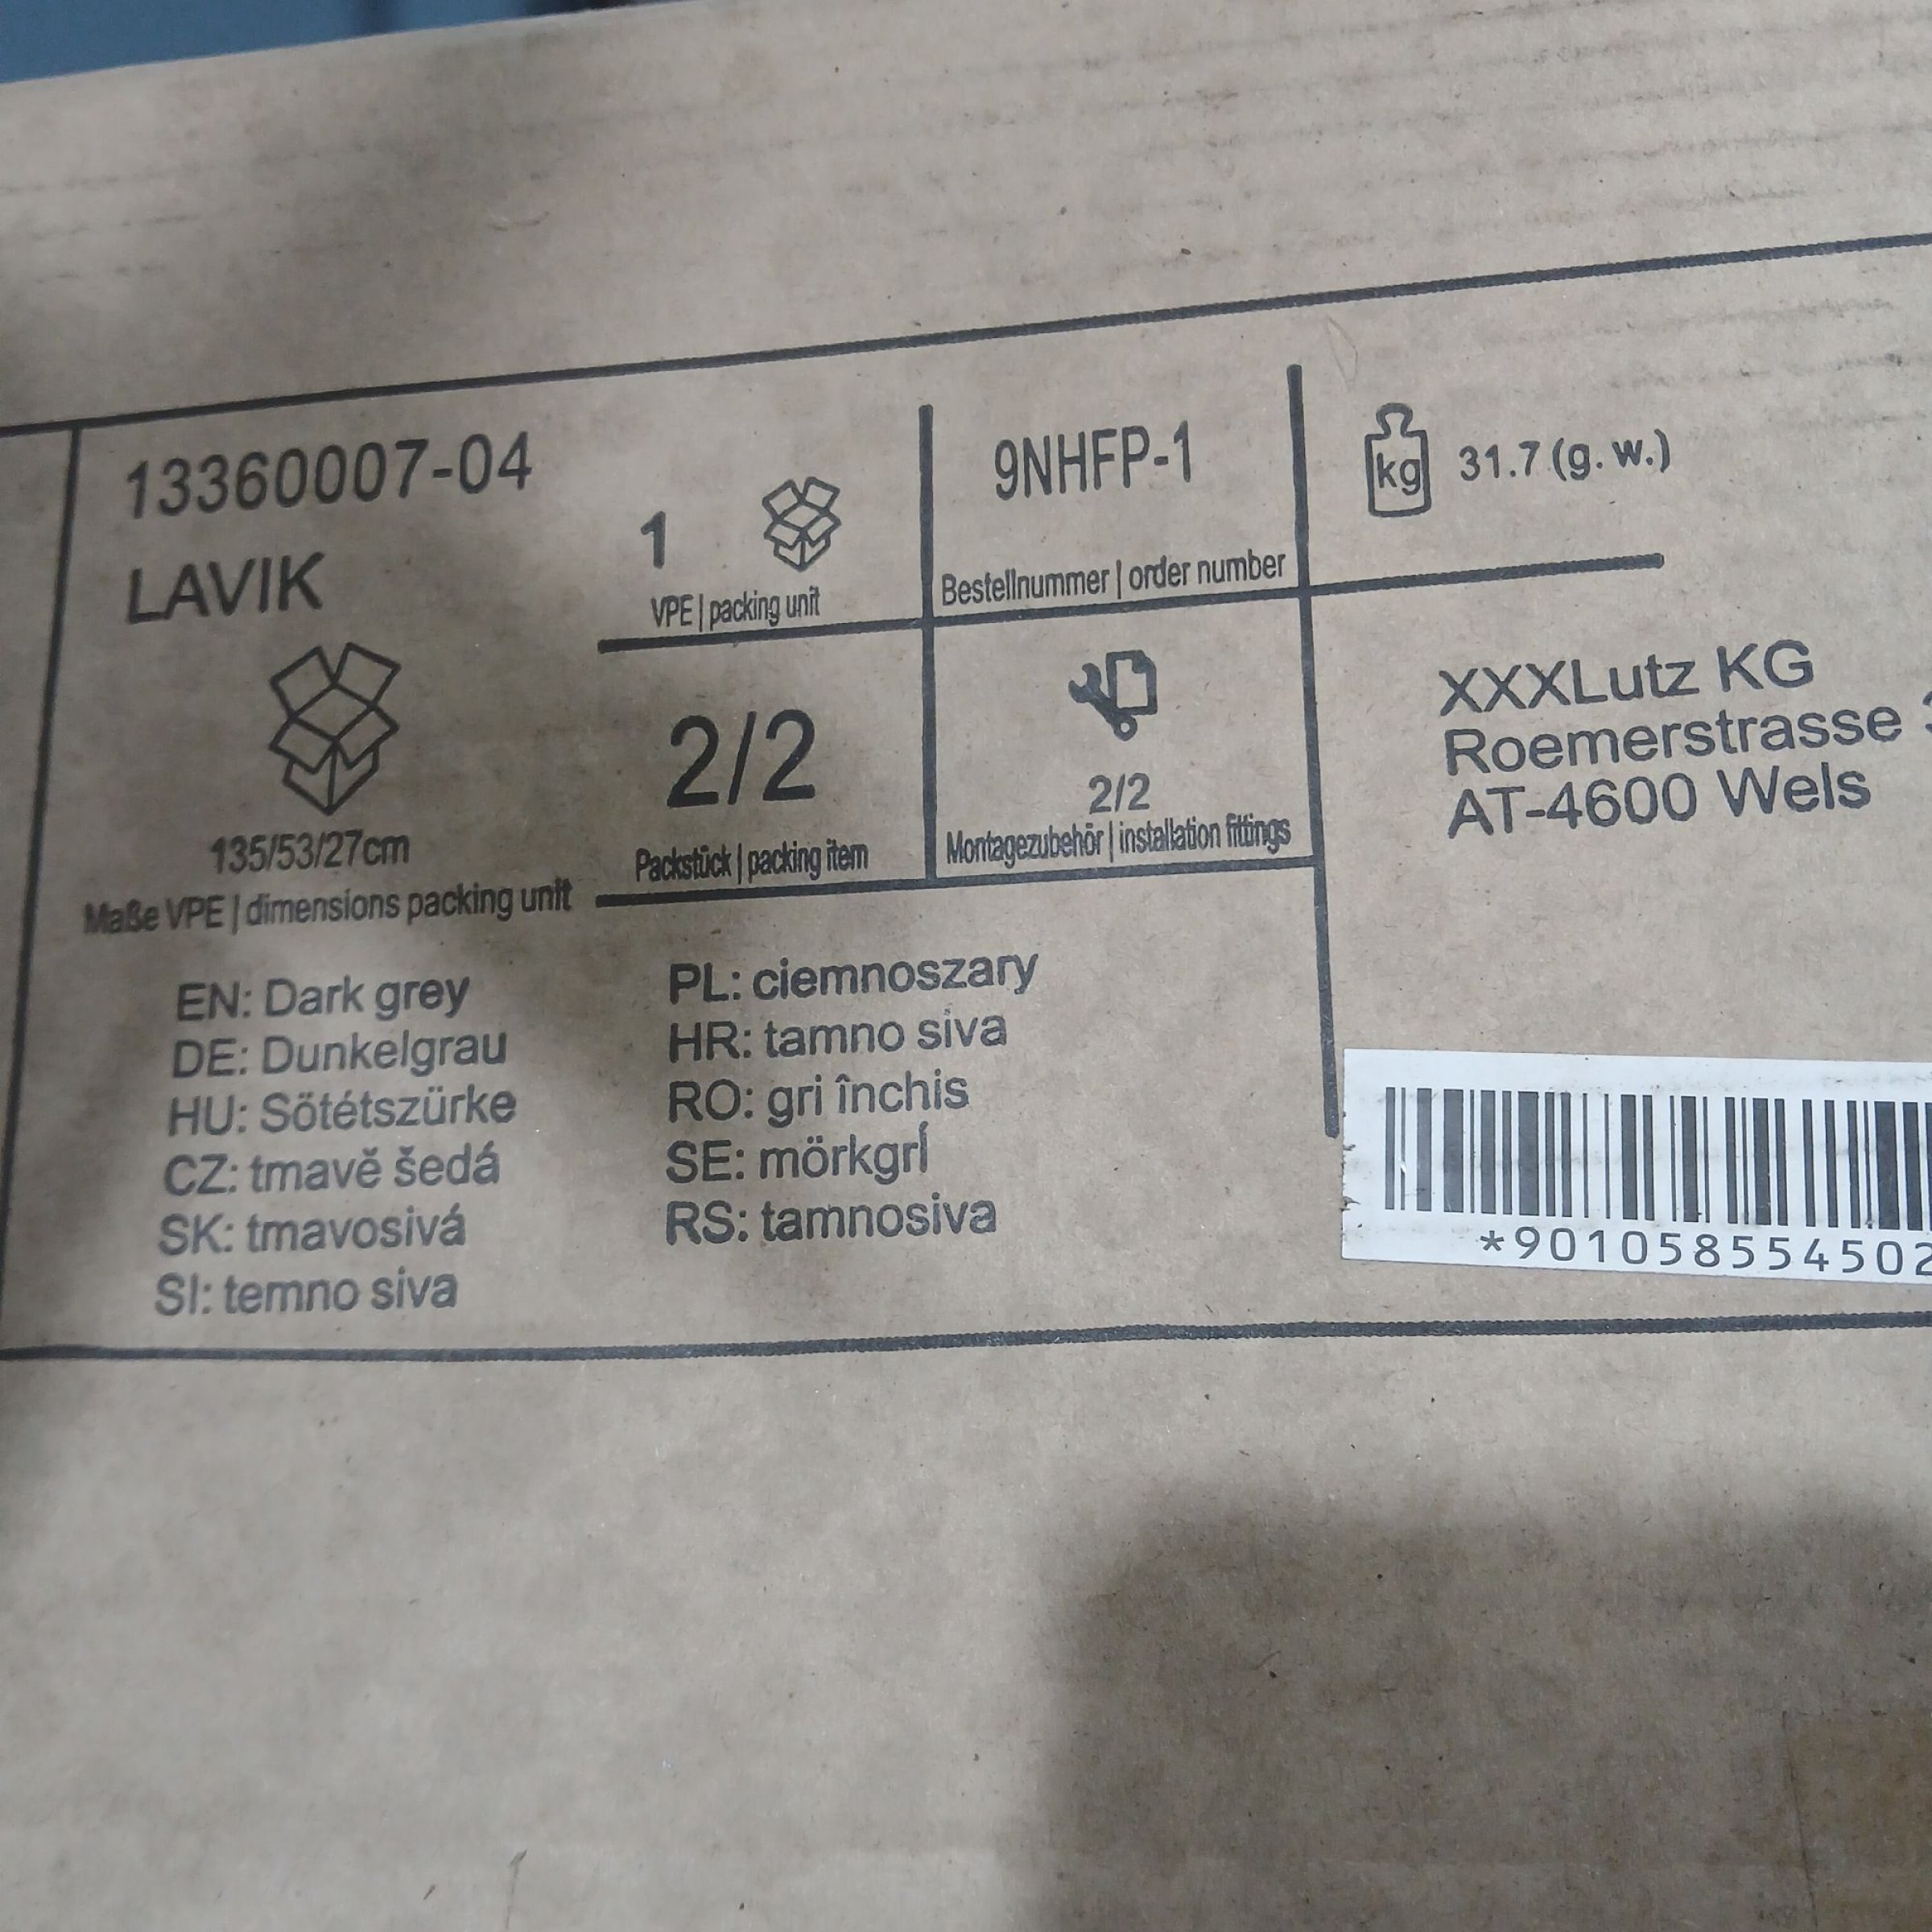 13360007-04
LAVIK
135/53/27cm
Maße VPE | dimensions packing unit
1
VPE | packing unit
9NHFP-1
Bestellnummer | order number
kg 31.7 (g. w.)
2/2
Packstück | packing item
2/2
Montagezubehör | installation fittings
XXXLutz KG
Roemerstrasse
AT-4600 Wels
EN: Dark grey
DE: Dunkelgrau
HU: Sötétszürke
CZ: tmavě šedá
SK: tmavosivá
SI: temno siva
PL: ciemnoszary
HR: tamno siva
RO: gri închis
SE: mörkgrÍ
RS: tamnosiva
*901058554502